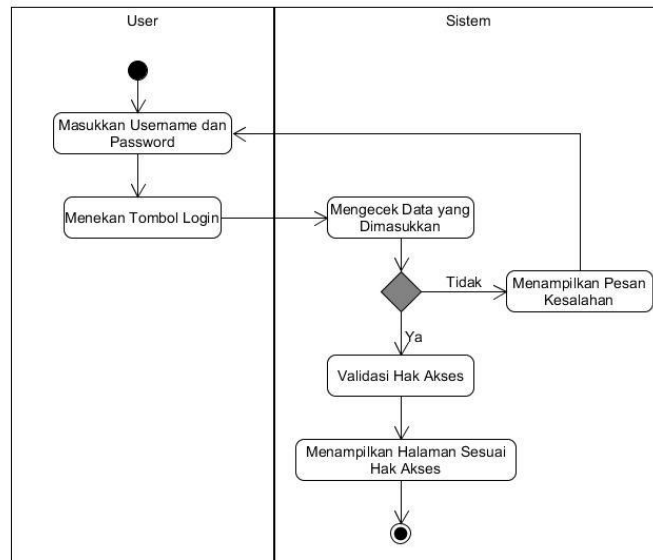 User
Sistem
Masukkan Username dan
Password
Menekan Tombol Login
Mengecek Data yang
Dimasukkan
Tidak
Menampilkan Pesan
Kesalahan
Ya
Validasi Hak Akses
Menampilkan Halaman Sesuai
Hak Akses